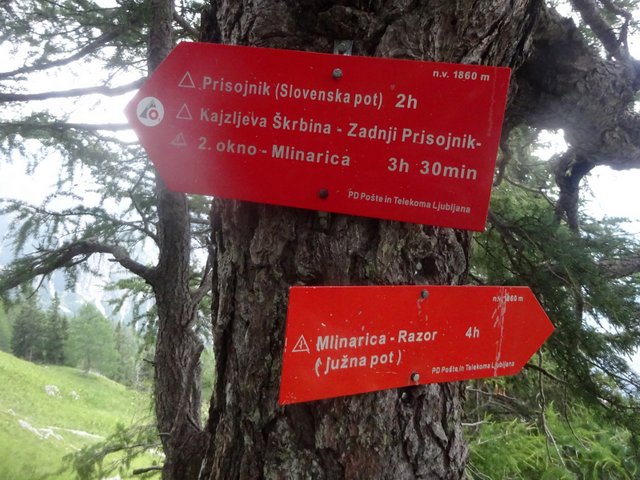 n.v. 1860 m
Prisojnik (Slovenska pot) 2h
Kajzljeva Škrbina - Zadnji Prisojnik-
2. okno - Mlinarica 3h 30min
PD Pošte in Telekoma Ljubljana
n.v. 1860 m
Mlinarica - Razor 4h
(Južna pot)
PD Pošte in Telekoma Ljubljana